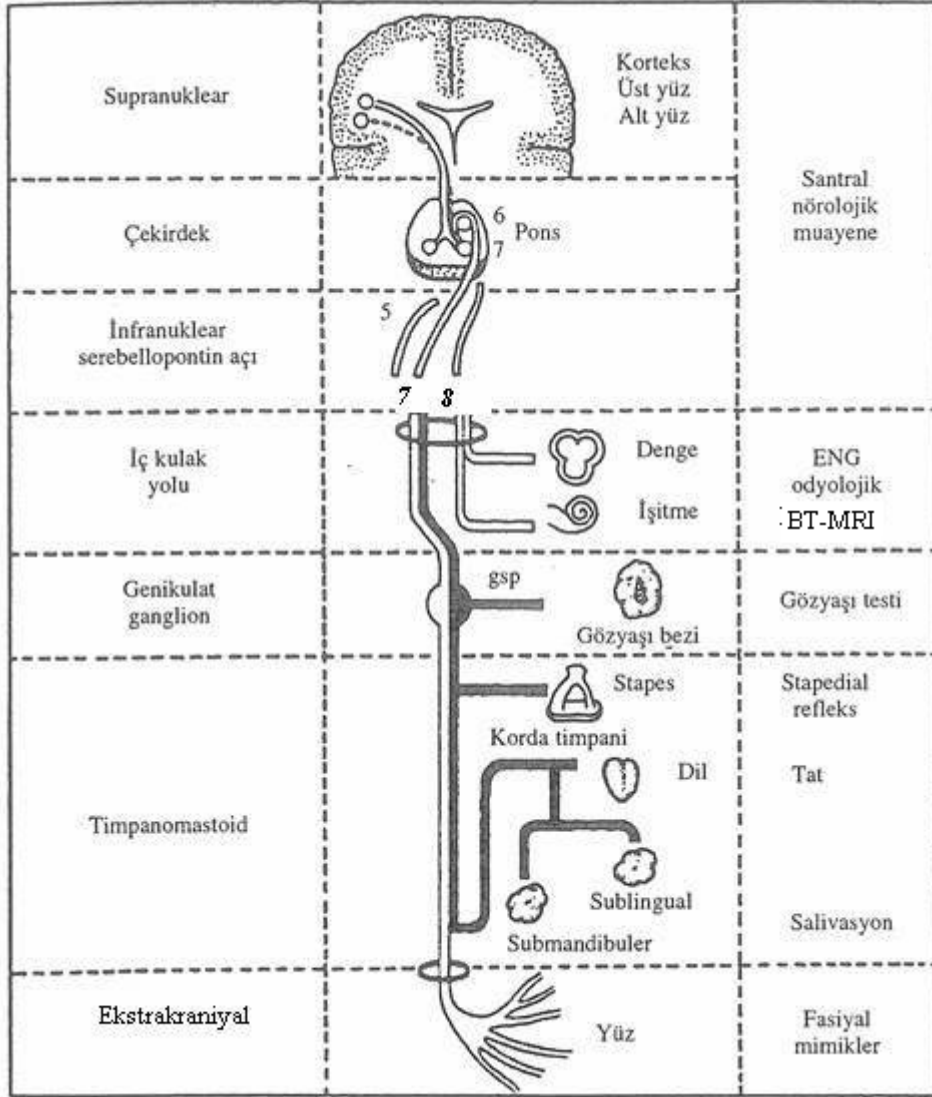 Supranuklear
Korteks
Üst yüz
Alt yüz
Santral
nörolojik
muayene
Çekirdek
6
7
Pons
İnfranuklear
serebellopontin açı
5
7 8
İç kulak
yolu
Denge
İşitme
ENG
odyolojik
BT-MRI
Genikulat
ganglion
gsp
Gözyaşı bezi
Gözyaşı testi
Timpanomastoid
Stapes
Stapedial
refleks
Korda timpani
Dil
Tat
Sublingual
Submandibuler
Salivasyon
Ekstrakraniyal
Yüz
Fasiyal
mimikler